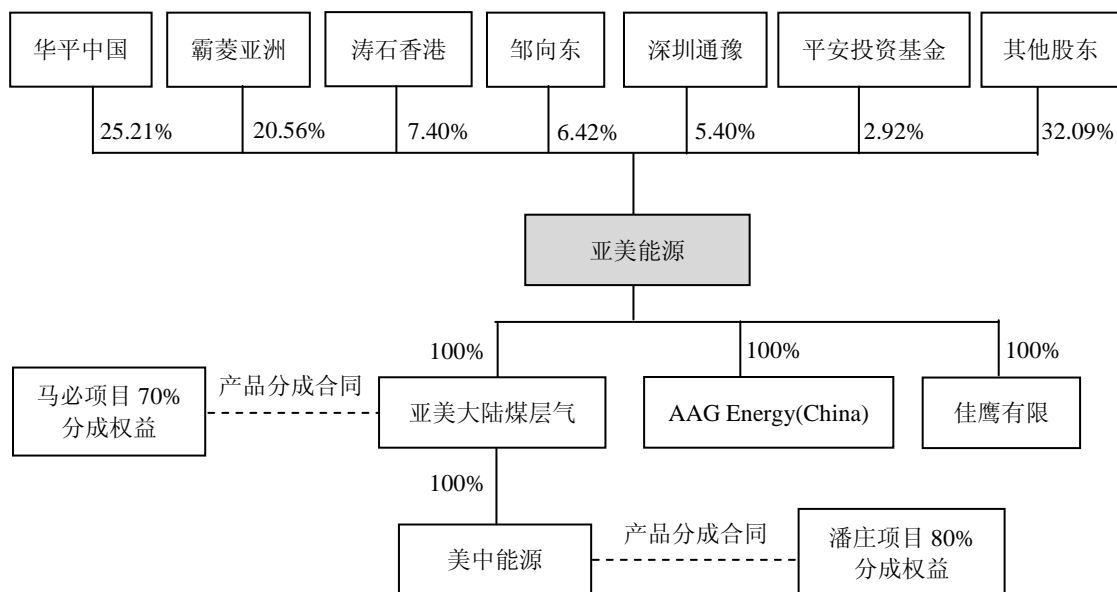 华平中国
霸菱亚洲
涛石香港
邹向东
深圳通豫
平安投资基金
其他股东
25.21%
20.56%
7.40%
6.42%
5.40%
2.92%
32.09%
亚美能源
100%
100%
100%
马必项目 70%
分成权益
产品分成合同
亚美大陆煤层气
AAG Energy(China)
佳鹰有限
100%
美中能源
产品分成合同
潘庄项目 80%
分成权益